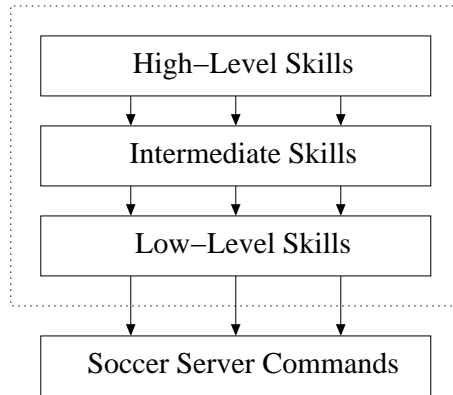 High−Level Skills
Intermediate Skills
Low−Level Skills
Soccer Server Commands